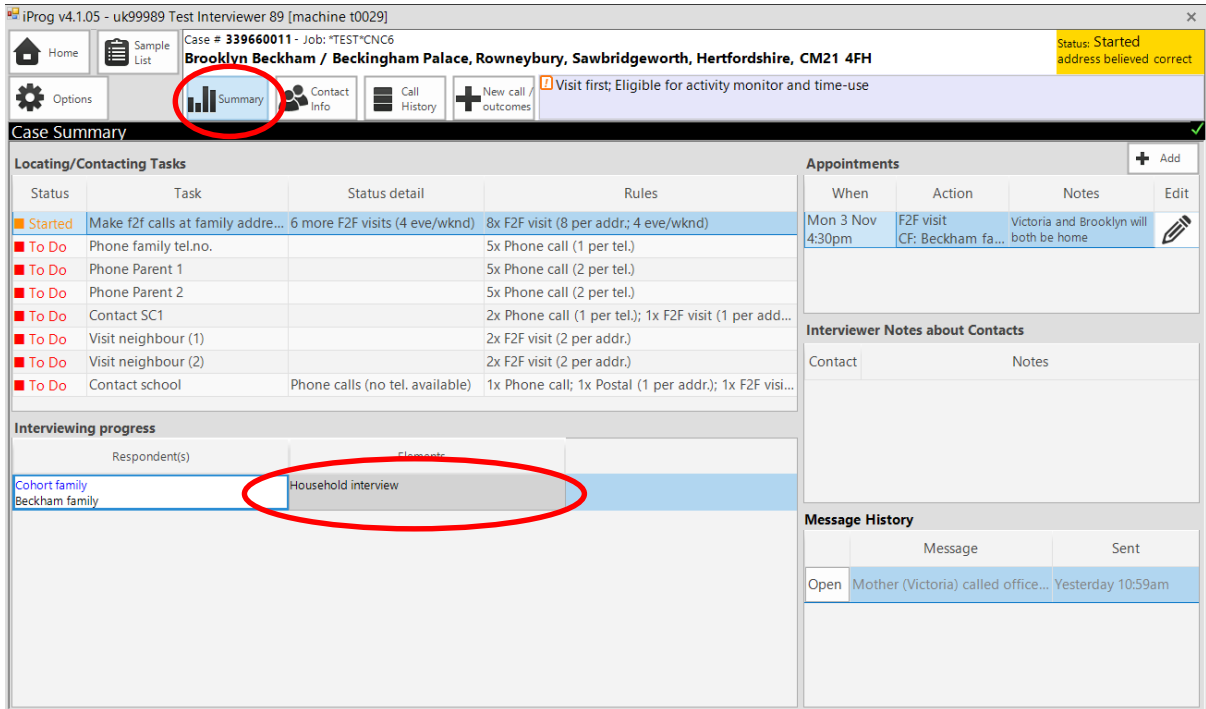 iProg v4.1.05 - uk99989 Test Interviewer 89 [machine t0029]
Home
Sample List
Case # 339660011 - Job: *TEST*CNC6
Brooklyn Beckham / Beckingham Palace, Rowneybury, Sawbridgeworth, Hertfordshire, CM21 4FH
Status: Started
address believed correct
Options
Summary
Contact Info
Call History
New call / outcomes
Visit first; Eligible for activity monitor and time-use
Case Summary
Locating/Contacting Tasks
Status Task Status detail Rules
Started Make f2f calls at family addre... 6 more F2F visits (4 eve/wknd) 8x F2F visit (8 per addr.; 4 eve/wknd)
To Do Phone family tel.no. 5x Phone call (1 per tel.)
To Do Phone Parent 1 5x Phone call (2 per tel.)
To Do Phone Parent 2 5x Phone call (2 per tel.)
To Do Contact SC1 2x Phone call (1 per tel.); 1x F2F visit (1 per add...
To Do Visit neighbour (1) 2x F2F visit (2 per addr.)
To Do Visit neighbour (2) 2x F2F visit (2 per addr.)
To Do Contact school Phone calls (no tel. available) 1x Phone call; 1x Postal (1 per addr.); 1x F2F visi...
Interviewing progress
Respondent(s) Elements
Cohort family Household interview
Beckham family
Appointments
Add
When Action Notes Edit
Mon 3 Nov F2F visit Victoria and Brooklyn will
4:30pm CF: Beckham fa... both be home
Interviewer Notes about Contacts
Contact Notes
Message History
Message Sent
Open Mother (Victoria) called office... Yesterday 10:59am